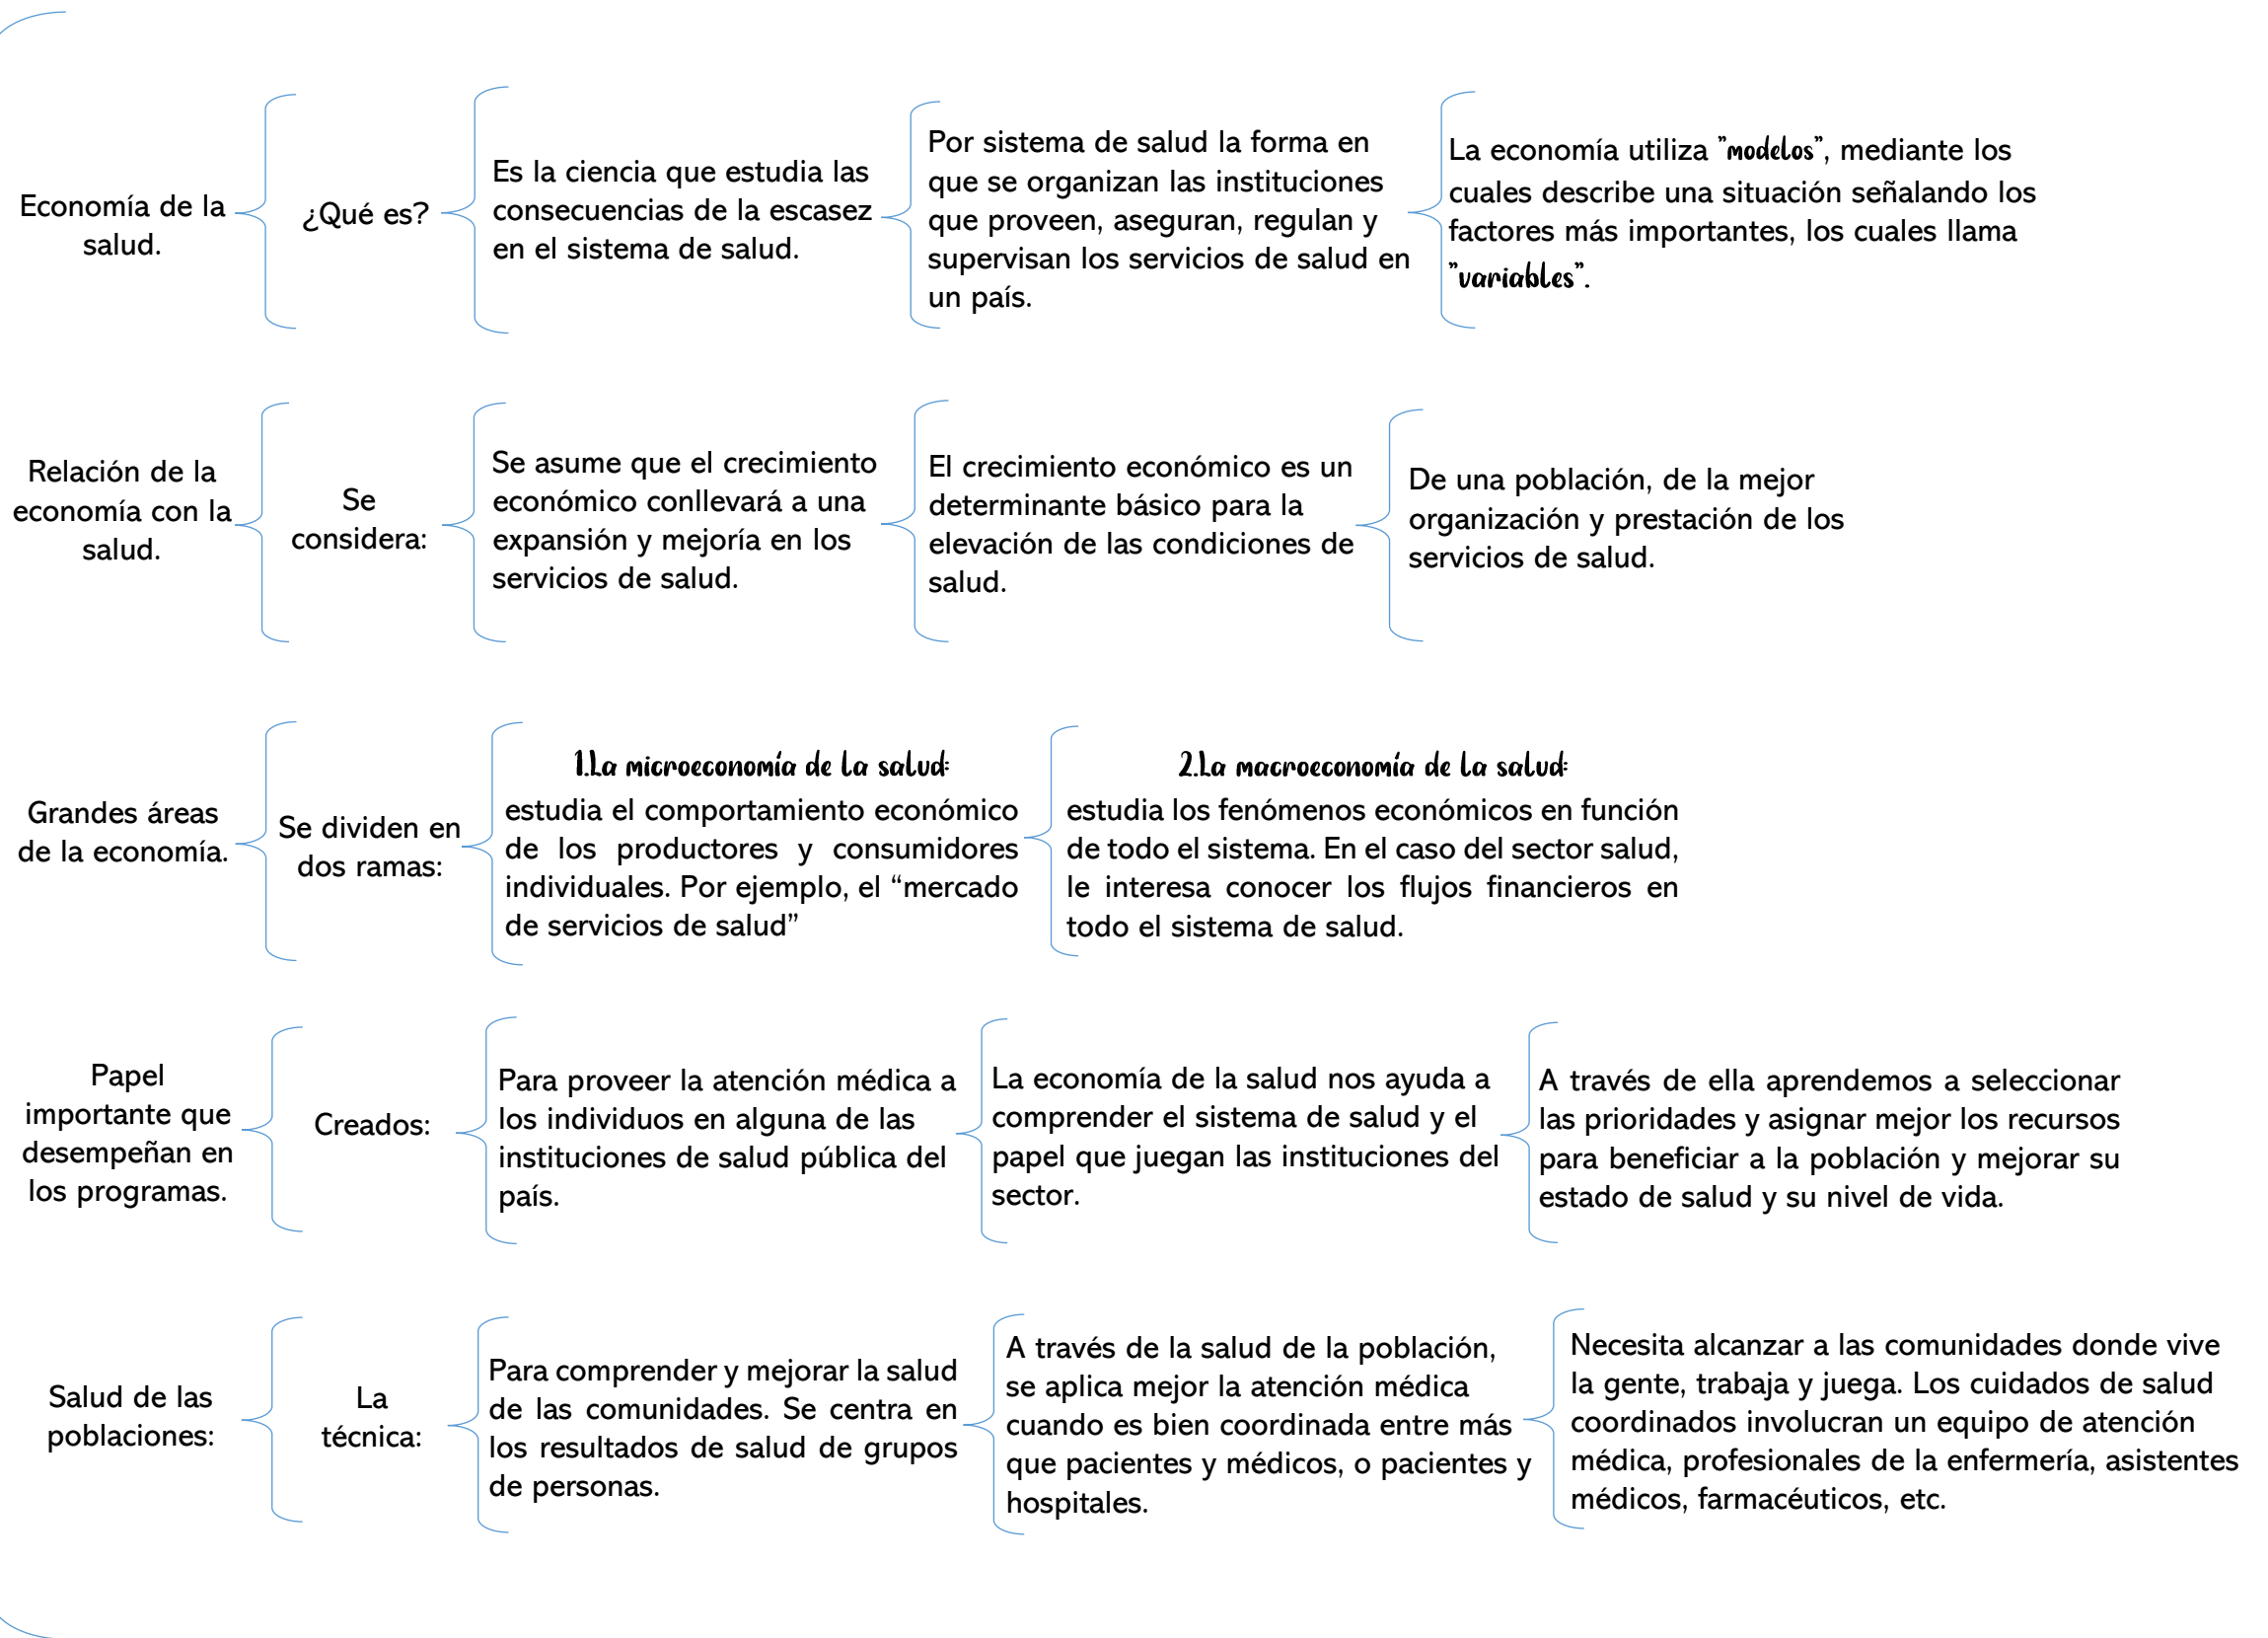 Economía de la
salud.
¿Qué es?
Es la ciencia que estudia las
consecuencias de la escasez
en el sistema de salud.
Por sistema de salud la forma en
que se organizan las instituciones
que proveen, aseguran, regulan y
supervisan los servicios de salud en
un país.
La economía utiliza "modelos", mediante los
cuales describe una situación señalando los
factores más importantes, los cuales llama
"variables".
Relación de la
economía con la
salud.
Se
considera:
Se asume que el crecimiento
económico conllevará a una
expansión y mejoría en los
servicios de salud.
El crecimiento económico es un
determinante básico para la
elevación de las condiciones de
salud.
De una población, de la mejor
organización y prestación de los
servicios de salud.
Grandes áreas
de la economía.
Se dividen en
dos ramas:
1.La microeconomía de la salud:
estudia el comportamiento económico
de los productores y consumidores
individuales. Por ejemplo, el “mercado
de servicios de salud”
2.La macroeconomía de la salud:
estudia los fenómenos económicos en función
de todo el sistema. En el caso del sector salud,
le interesa conocer los flujos financieros en
todo el sistema de salud.
Papel
importante que
desempeñan en
los programas.
Creados:
Para proveer la atención médica a
los individuos en alguna de las
instituciones de salud pública del
país.
La economía de la salud nos ayuda a
comprender el sistema de salud y el
papel que juegan las instituciones del
sector.
A través de ella aprendemos a seleccionar
las prioridades y asignar mejor los recursos
para beneficiar a la población y mejorar su
estado de salud y su nivel de vida.
Salud de las
poblaciones:
La
técnica:
Para comprender y mejorar la salud
de las comunidades. Se centra en
los resultados de salud de grupos
de personas.
A través de la salud de la población,
se aplica mejor la atención médica
cuando es bien coordinada entre más
que pacientes y médicos, o pacientes y
hospitales.
Necesita alcanzar a las comunidades donde vive
la gente, trabaja y juega. Los cuidados de salud
coordinados involucran un equipo de atención
médica, profesionales de la enfermería, asistentes
médicos, farmacéuticos, etc.